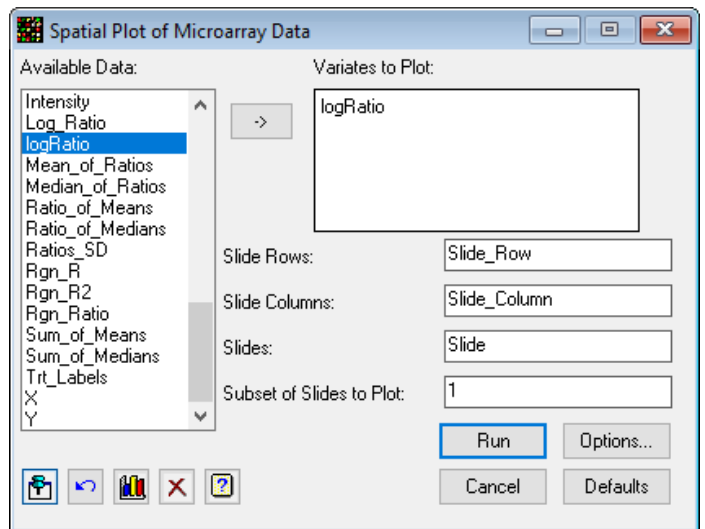 Spatial Plot of Microarray Data
Available Data:
Variates to Plot:
Intensity
Log_Ratio
logRatio
Mean_of_Ratios
Median_of_Ratios
Ratio_of_Means
Ratio_of_Medians
Ratios_SD
Rgn_R
Rgn_R2
Rgn_Ratio
Sum_of_Means
Sum_of_Medians
Trt_Labels
X
Y
->
logRatio
Slide Rows: Slide_Row
Slide Columns: Slide_Column
Slides: Slide
Subset of Slides to Plot: 1
Run Options...
Cancel Defaults
?